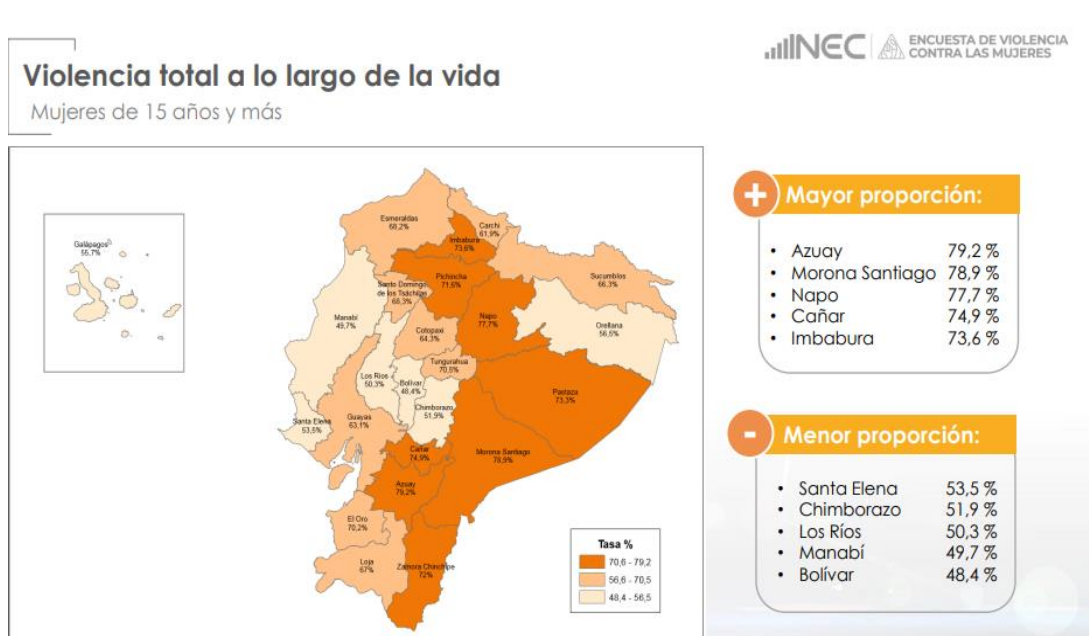 INEC
ENCUESTA DE VIOLENCIA
CONTRA LAS MUJERES
Violencia total a lo largo de la vida
Mujeres de 15 años y más
Galápagos
55,7%
Esmeraldas
68,2%
Carchi
61,9%
Imbabura
73,6%
Pichincha
71,5%
Santo Domingo
de los Tsáchilas
68,3%
Sucumbíos
66,3%
Manabí
49,7%
Napo
77,7%
Orellana
56,5%
Cotopaxi
64,3%
Tungurahua
70,5%
Los Ríos
50,3%
Bolívar
48,4%
Pastaza
73,3%
Chimborazo
51,9%
Santa Elena
53,5%
Guayas
63,1%
Cañar
74,9%
Morona Santiago
78,9%
Azuay
79,2%
El Oro
70,2%
Loja
67%
Zamora Chinchipe
72%
Tasa %
70,6 - 79,2
56,6 - 70,5
48,4 - 56,5
+ Mayor proporción:
• Azuay 79,2 %
• Morona Santiago 78,9 %
• Napo 77,7 %
• Cañar 74,9 %
• Imbabura 73,6 %
- Menor proporción:
• Santa Elena 53,5 %
• Chimborazo 51,9 %
• Los Ríos 50,3 %
• Manabí 49,7 %
• Bolívar 48,4 %